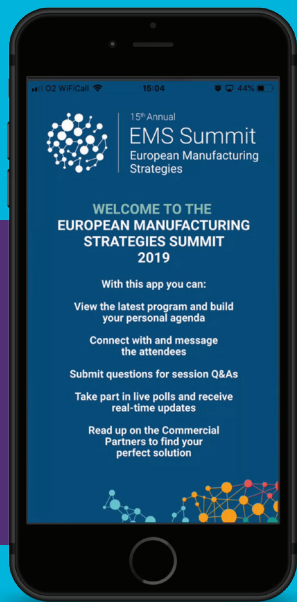 O2 WiFiCall 15:04 44%
15th Annual
EMS Summit
European Manufacturing
Strategies
WELCOME TO THE
EUROPEAN MANUFACTURING
STRATEGIES SUMMIT
2019
With this app you can:
View the latest program and build
your personal agenda
Connect with and message
the attendees
Submit questions for session Q&As
Take part in live polls and receive
real-time updates
Read up on the Commercial
Partners to find your
perfect solution